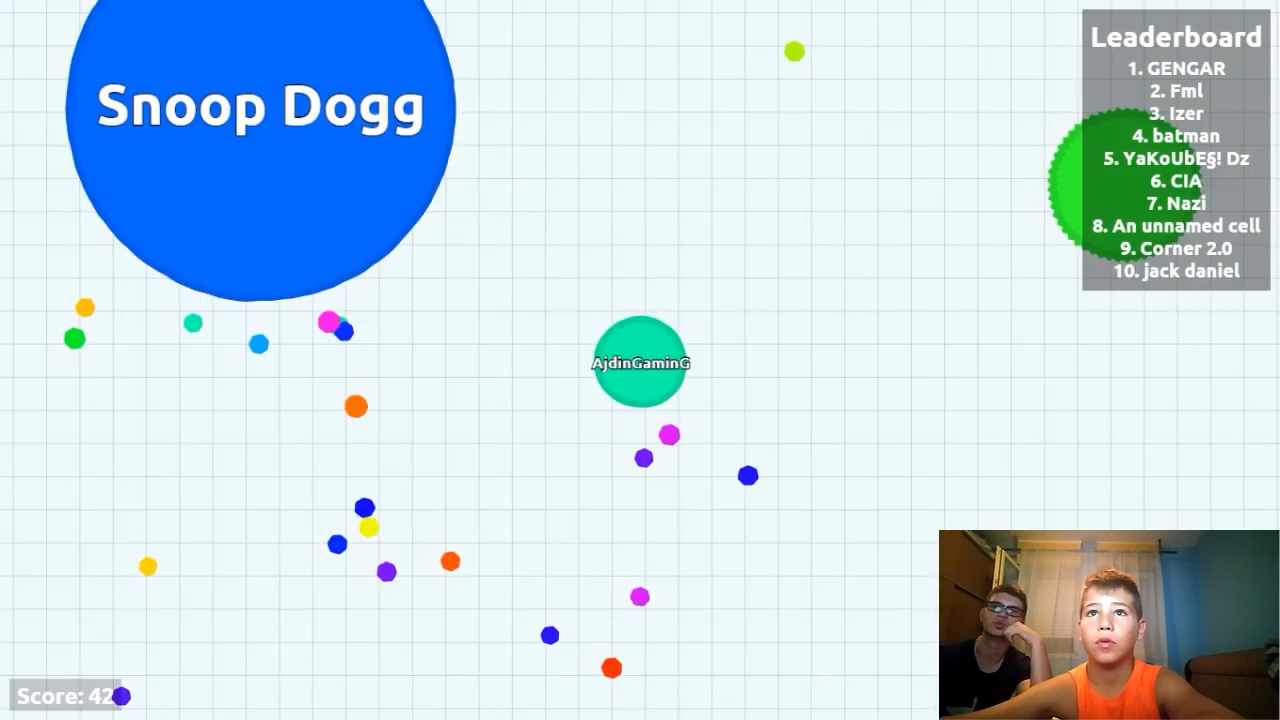 Snoop Dogg
Leaderboard
1. GENGAR
2. Fml
3. Izer
4. batman
5. YaKoUbE§! Dz
6. CIA
7. Nazi
8. An unnamed cell
9. Corner 2.0
10. jack daniel
AjdinGaminG
Score: 42